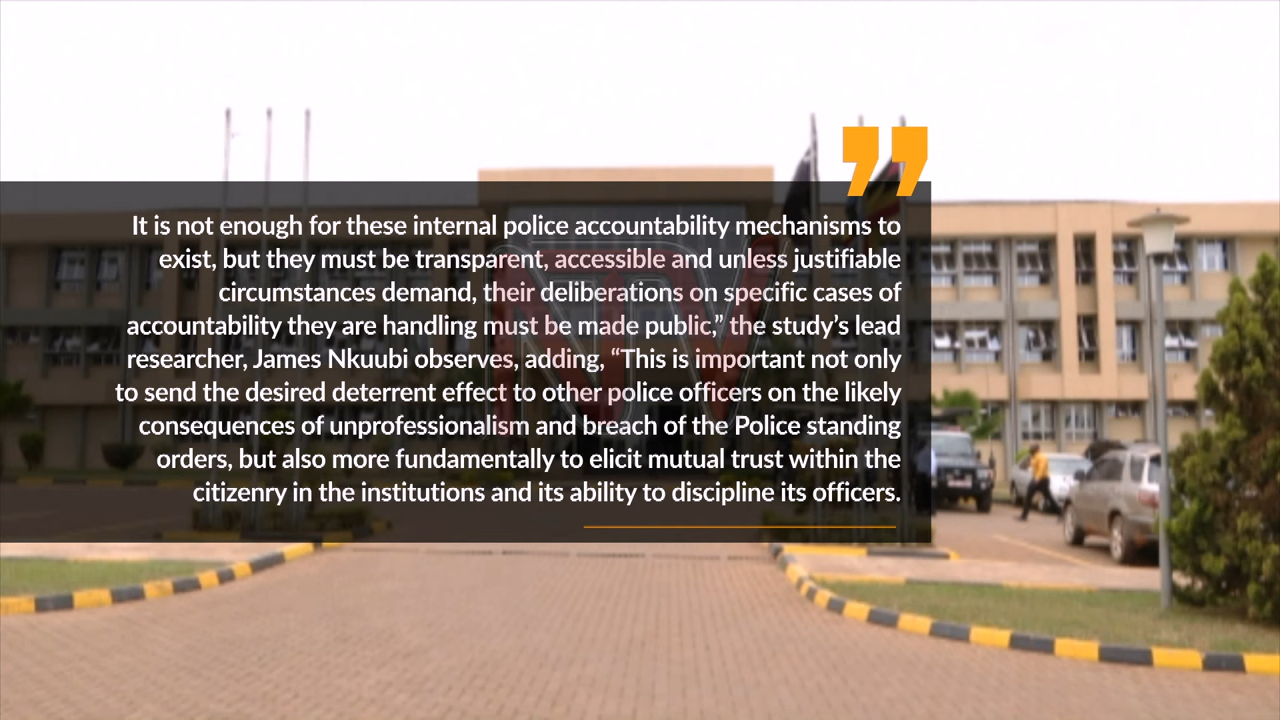 It is not enough for these internal police accountability mechanisms to
exist, but they must be transparent, accessible and unless justifiable
circumstances demand, their deliberations on specific cases of
accountability they are handling must be made public,” the study’s lead
researcher, James Nkuubi observes, adding, “This is important not only
to send the desired deterrent effect to other police officers on the likely
consequences of unprofessionalism and breach of the Police standing
orders, but also more fundamentally to elicit mutual trust within the
citizenry in the institutions and its ability to discipline its officers.